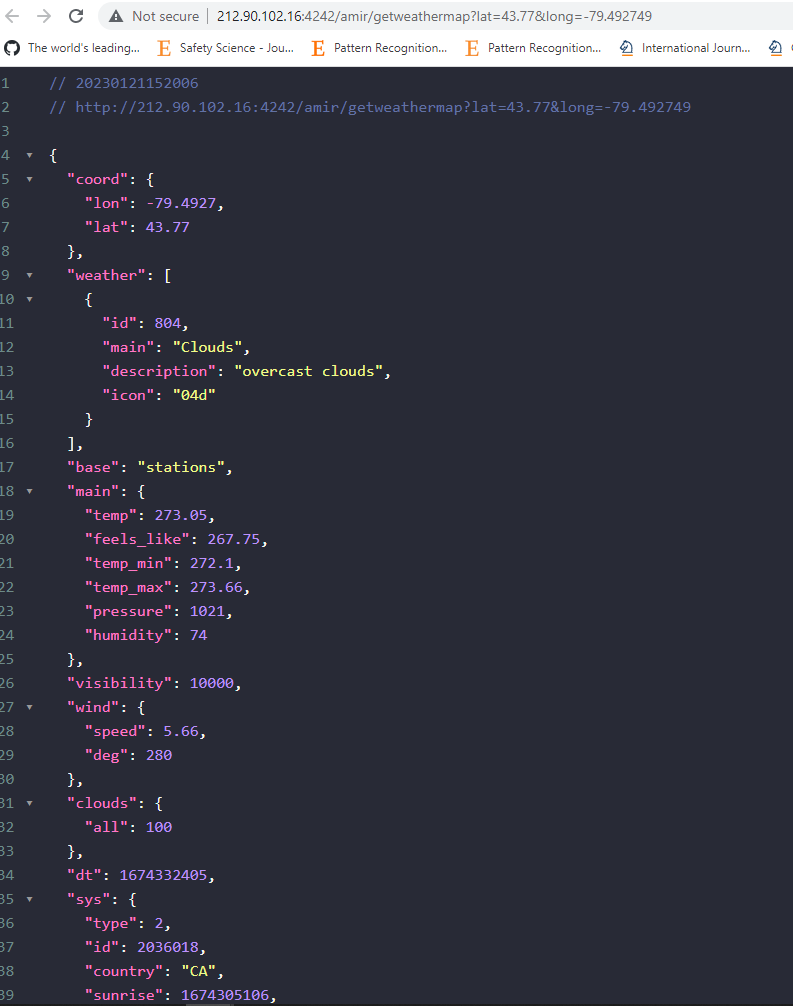 Not secure | 212.90.102.16:4242/amir/getweathermap?lat=43.77&long=-79.492749
The world's leading... Safety Science - Jou... Pattern Recognition... Pattern Recognition... International Journ...
1 // 20230121152006
2 // http://212.90.102.16:4242/amir/getweathermap?lat=43.77&long=-79.492749
3
4 {
5 "coord": {
6 "lon": -79.4927,
7 "lat": 43.77
8 },
9 "weather": [
10 {
11 "id": 804,
12 "main": "Clouds",
13 "description": "overcast clouds",
14 "icon": "04d"
15 }
16 ],
17 "base": "stations",
18 "main": {
19 "temp": 273.05,
20 "feels_like": 267.75,
21 "temp_min": 272.1,
22 "temp_max": 273.66,
23 "pressure": 1021,
24 "humidity": 74
25 },
26 "visibility": 10000,
27 "wind": {
28 "speed": 5.66,
29 "deg": 280
30 },
31 "clouds": {
32 "all": 100
33 },
34 "dt": 1674332405,
35 "sys": {
36 "type": 2,
37 "id": 2036018,
38 "country": "CA",
39 "sunrise": 1674305106,